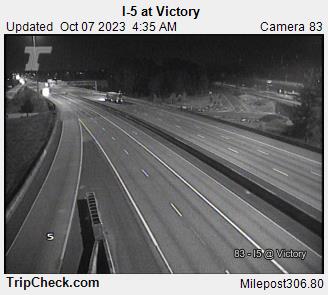 I-5 at Victory
Updated Oct 07 2023 4:35 AM Camera 83
T
S
83 - I5 @ Victory
TripCheck.com Milepost306.80